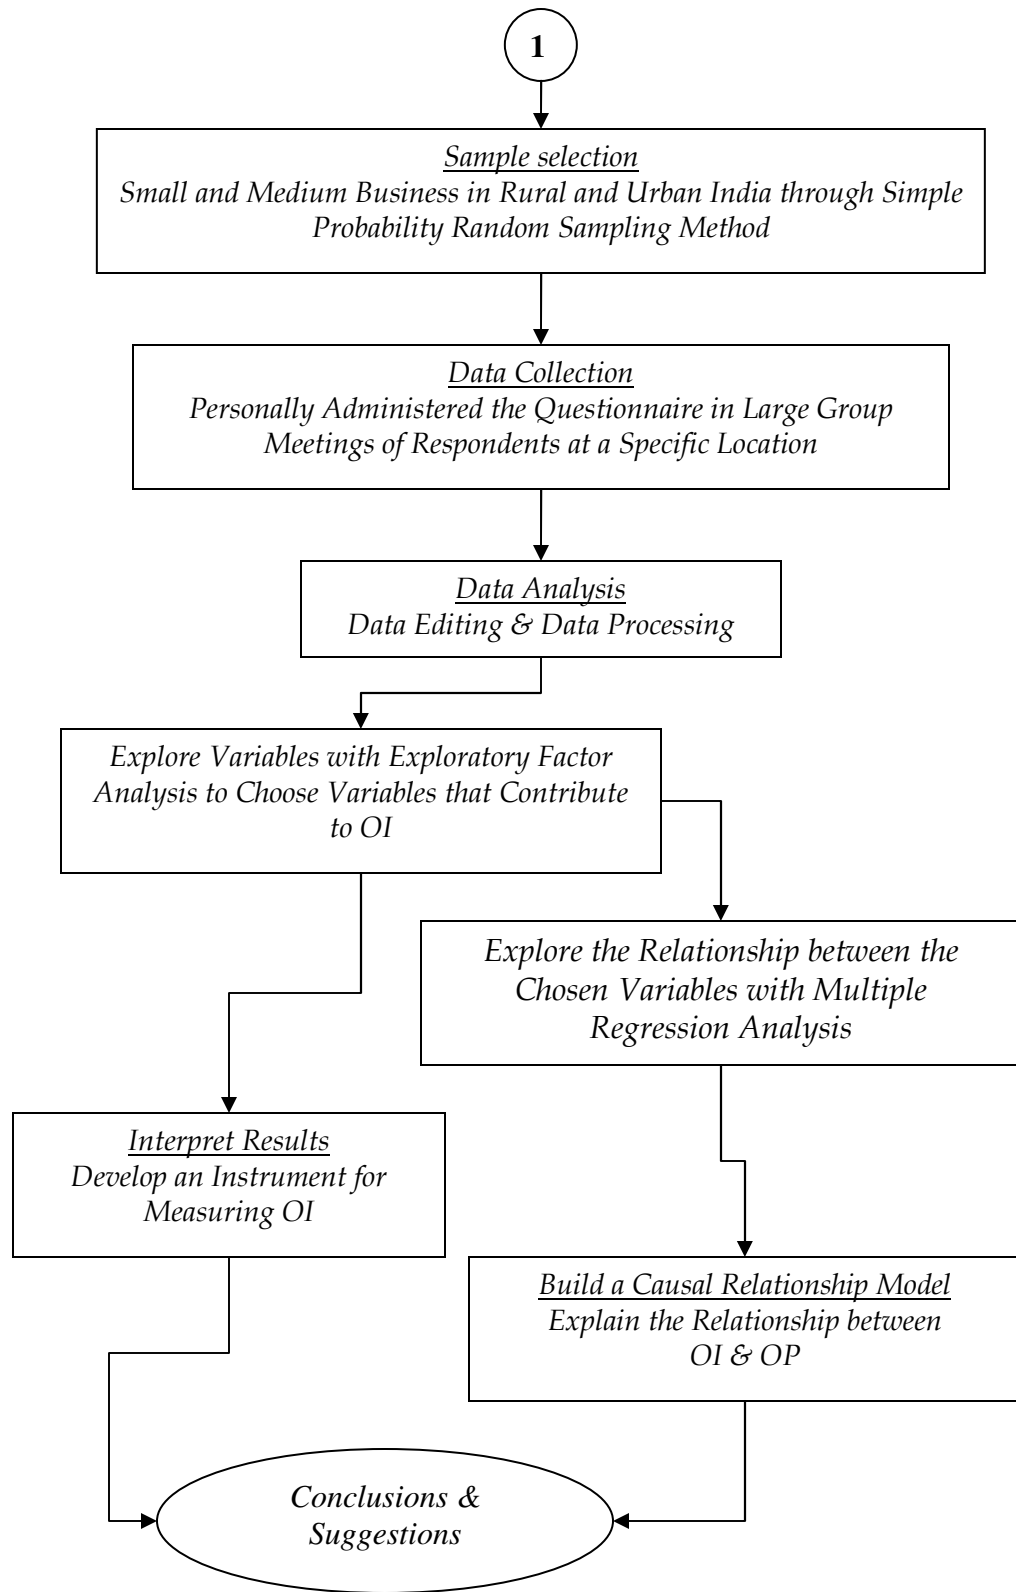 1
Sample selection
Small and Medium Business in Rural and Urban India through Simple
Probability Random Sampling Method
Data Collection
Personally Administered the Questionnaire in Large Group
Meetings of Respondents at a Specific Location
Data Analysis
Data Editing & Data Processing
Explore Variables with Exploratory Factor
Analysis to Choose Variables that Contribute
to OI
Explore the Relationship between the
Chosen Variables with Multiple
Regression Analysis
Interpret Results
Develop an Instrument for
Measuring OI
Build a Causal Relationship Model
Explain the Relationship between
OI & OP
Conclusions &
Suggestions